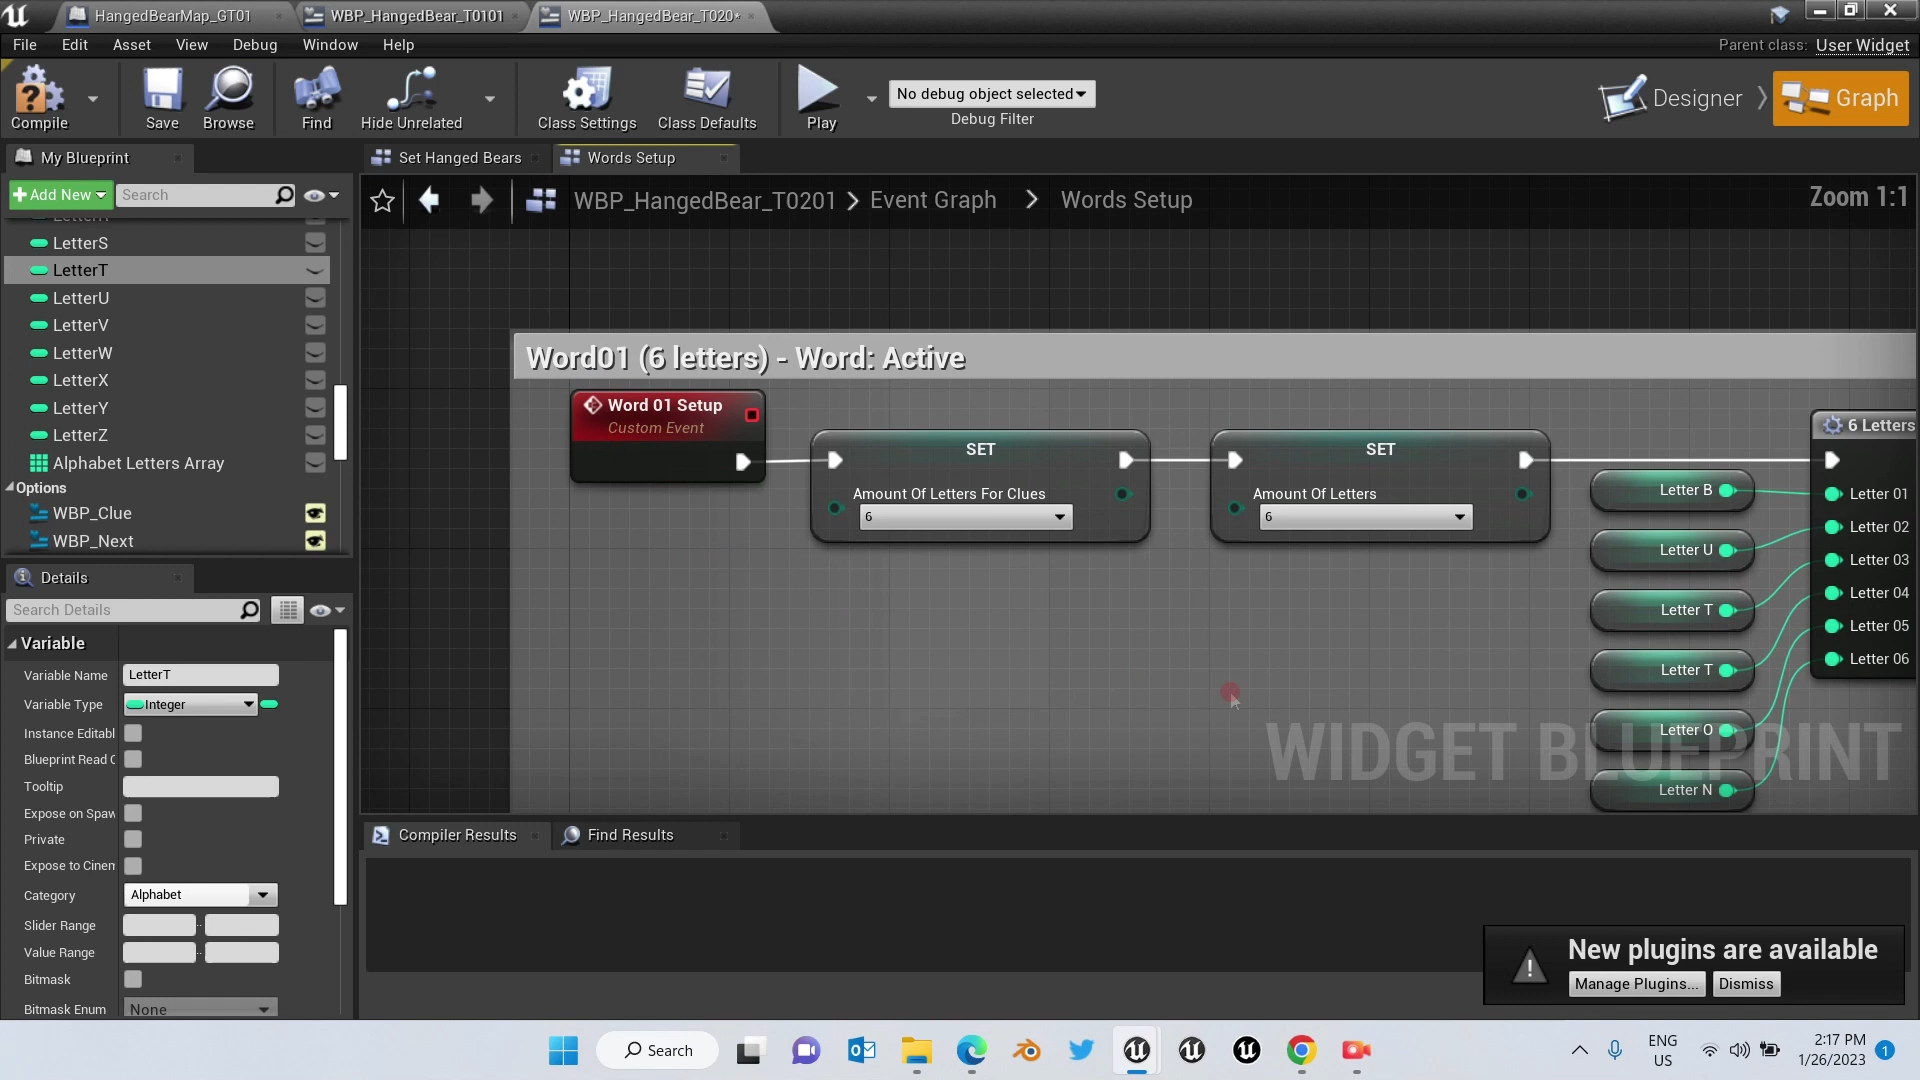 HangedBearMap_GT01
WBP_HangedBear_T0101
WBP_HangedBear_T020*
File Edit Asset View Debug Window Help
Parent class: User Widget
Compile
Save
Browse
Find
Hide Unrelated
Class Settings
Class Defaults
Play
No debug object selected
Debug Filter
Designer
Graph
My Blueprint
Set Hanged Bears
Words Setup
Add New
Search
WBP_HangedBear_T0201 > Event Graph > Words Setup
Zoom 1:1
LetterS
LetterT
LetterU
LetterV
LetterW
LetterX
LetterY
LetterZ
Alphabet Letters Array
Options
WBP_Clue
WBP_Next
Word01 (6 letters) - Word: Active
Word 01 Setup
Custom Event
SET
Amount Of Letters For Clues
6
SET
Amount Of Letters
6
6 Letters
Letter B
Letter U
Letter T
Letter T
Letter O
Letter N
Letter 01
Letter 02
Letter 03
Letter 04
Letter 05
Letter 06
WIDGET BLUEPRINT
Details
Search Details
Variable
Variable Name LetterT
Variable Type Integer
Instance Editabl
Blueprint Read C
Tooltip
Expose on Spaw
Private
Expose to Cinem
Category Alphabet
Slider Range
Value Range
Bitmask
Bitmask Enum None
Compiler Results
Find Results
New plugins are available
Manage Plugins... Dismiss
Search
ENG
US
2:17 PM
1/26/2023
1